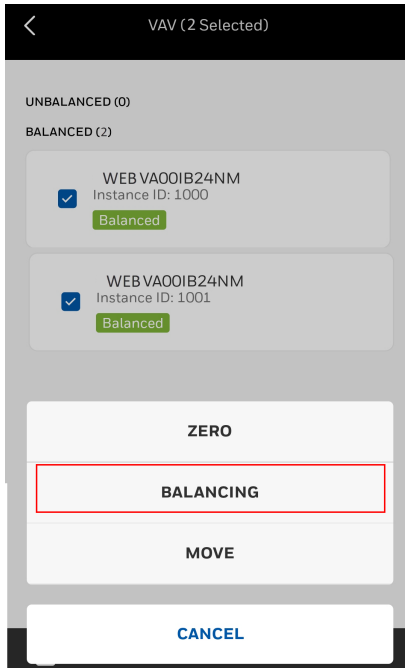 VAV (2 Selected)
UNBALANCED (0)
BALANCED (2)
WEB VA00IB24NM
Instance ID: 1000
Balanced
WEB VA00IB24NM
Instance ID: 1001
Balanced
ZERO
BALANCING
MOVE
CANCEL